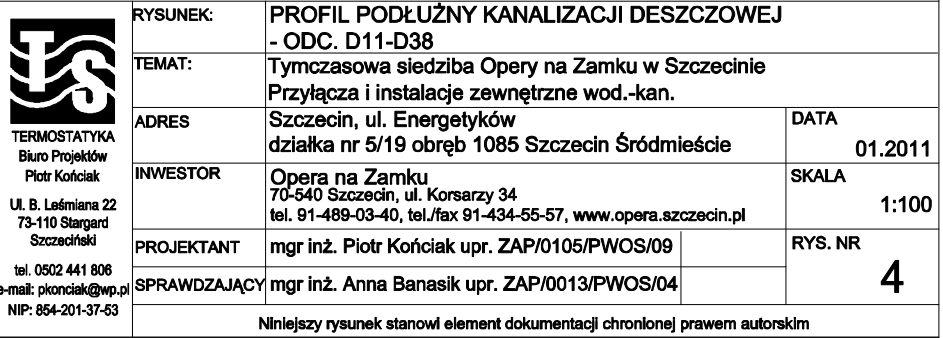 TS
TERMOSTATYKA
Biuro Projektów
Piotr Kończiak
Ul. B. Leśmiana 22
73-110 Stargard
Szczeciński
tel. 0502 441 806
e-mail: pkonciak@wp.pl
NIP: 854-201-37-53
RYSUNEK: PROFIL PODŁUŻNY KANALIZACJI DESZCZOWEJ
- ODC. D11-D38
TEMAT: Tymczasowa siedziba Opery na Zamku w Szczecinie
Przyłącza i instalacje zewnętrzne wod.-kan.
ADRES Szczecin, ul. Energetyków
działka nr 5/19 obręb 1085 Szczecin Śródmieście
DATA
01.2011
INWESTOR Opera na Zamku
70-540 Szczecin, ul. Korsarzy 34
tel. 91-489-03-40, tel./fax 91-434-55-57, www.opera.szczecin.pl
SKALA
1:100
PROJEKTANT mgr inż. Piotr Kończiak upr. ZAP/0105/PWOS/09
SPRAWDZAJĄCY mgr inż. Anna Banasik upr. ZAP/0013/PWOS/04
RYS. NR
4
Niniejszy rysunek stanowi element dokumentacji chronionej prawem autorskim